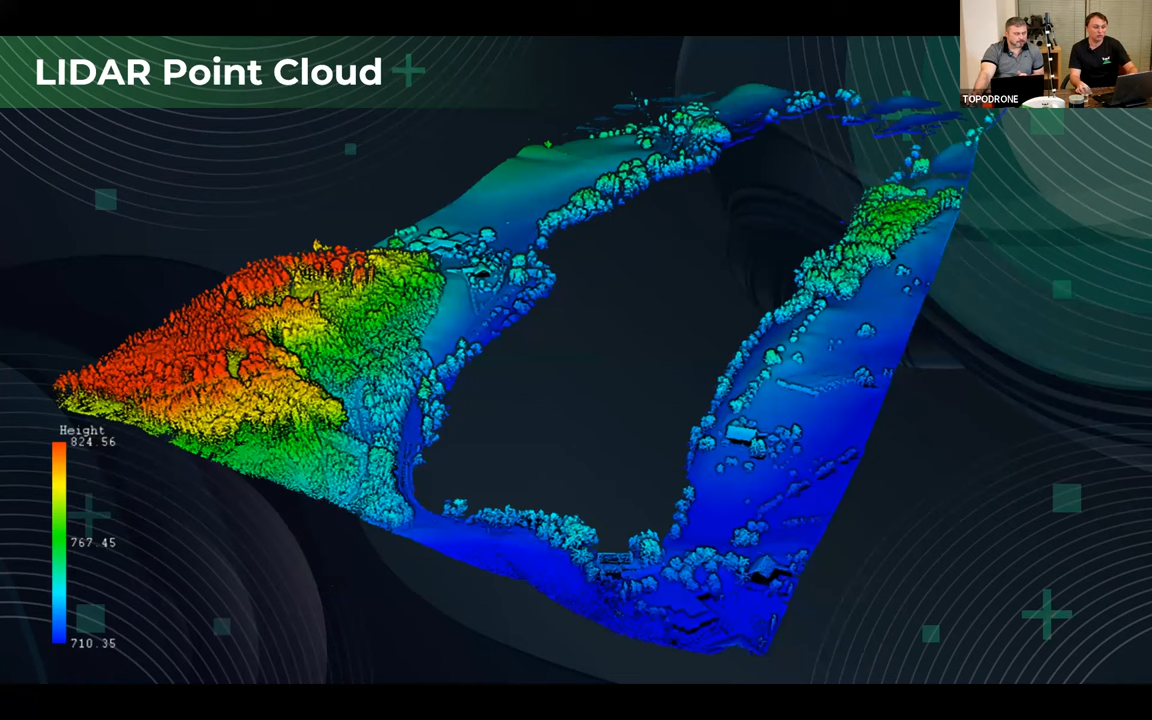 LIDAR Point Cloud
TOPODRONE
Height
824.56
767.45
710.35